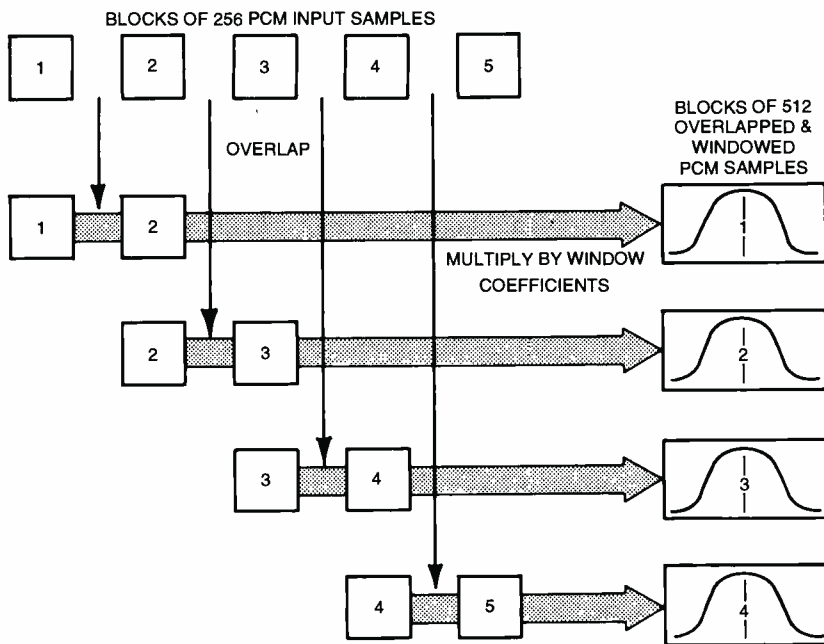 BLOCKS OF 256 PCM INPUT SAMPLES
1 2 3 4 5
BLOCKS OF 512
OVERLAPPED &
WINDOWED
PCM SAMPLES
OVERLAP
1 2 1
MULTIPLY BY WINDOW
COEFFICIENTS
2 3 2
3 4 3
4 5 4